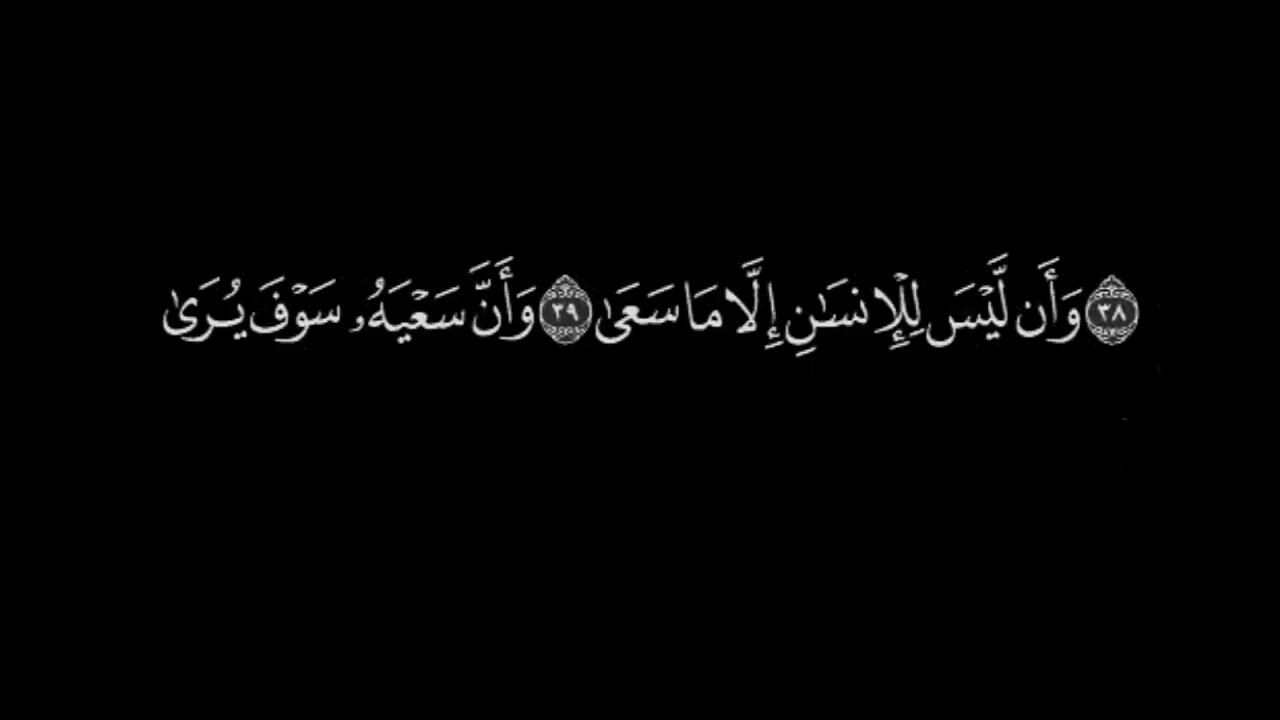 ٣٨ وَأَن لَّيْسَ لِلْإِنسَـٰنِ إِلَّا مَا سَعَىٰ ٣٩ وَأَنَّ سَعْيَهُۥ سَوْفَ يُرَىٰ